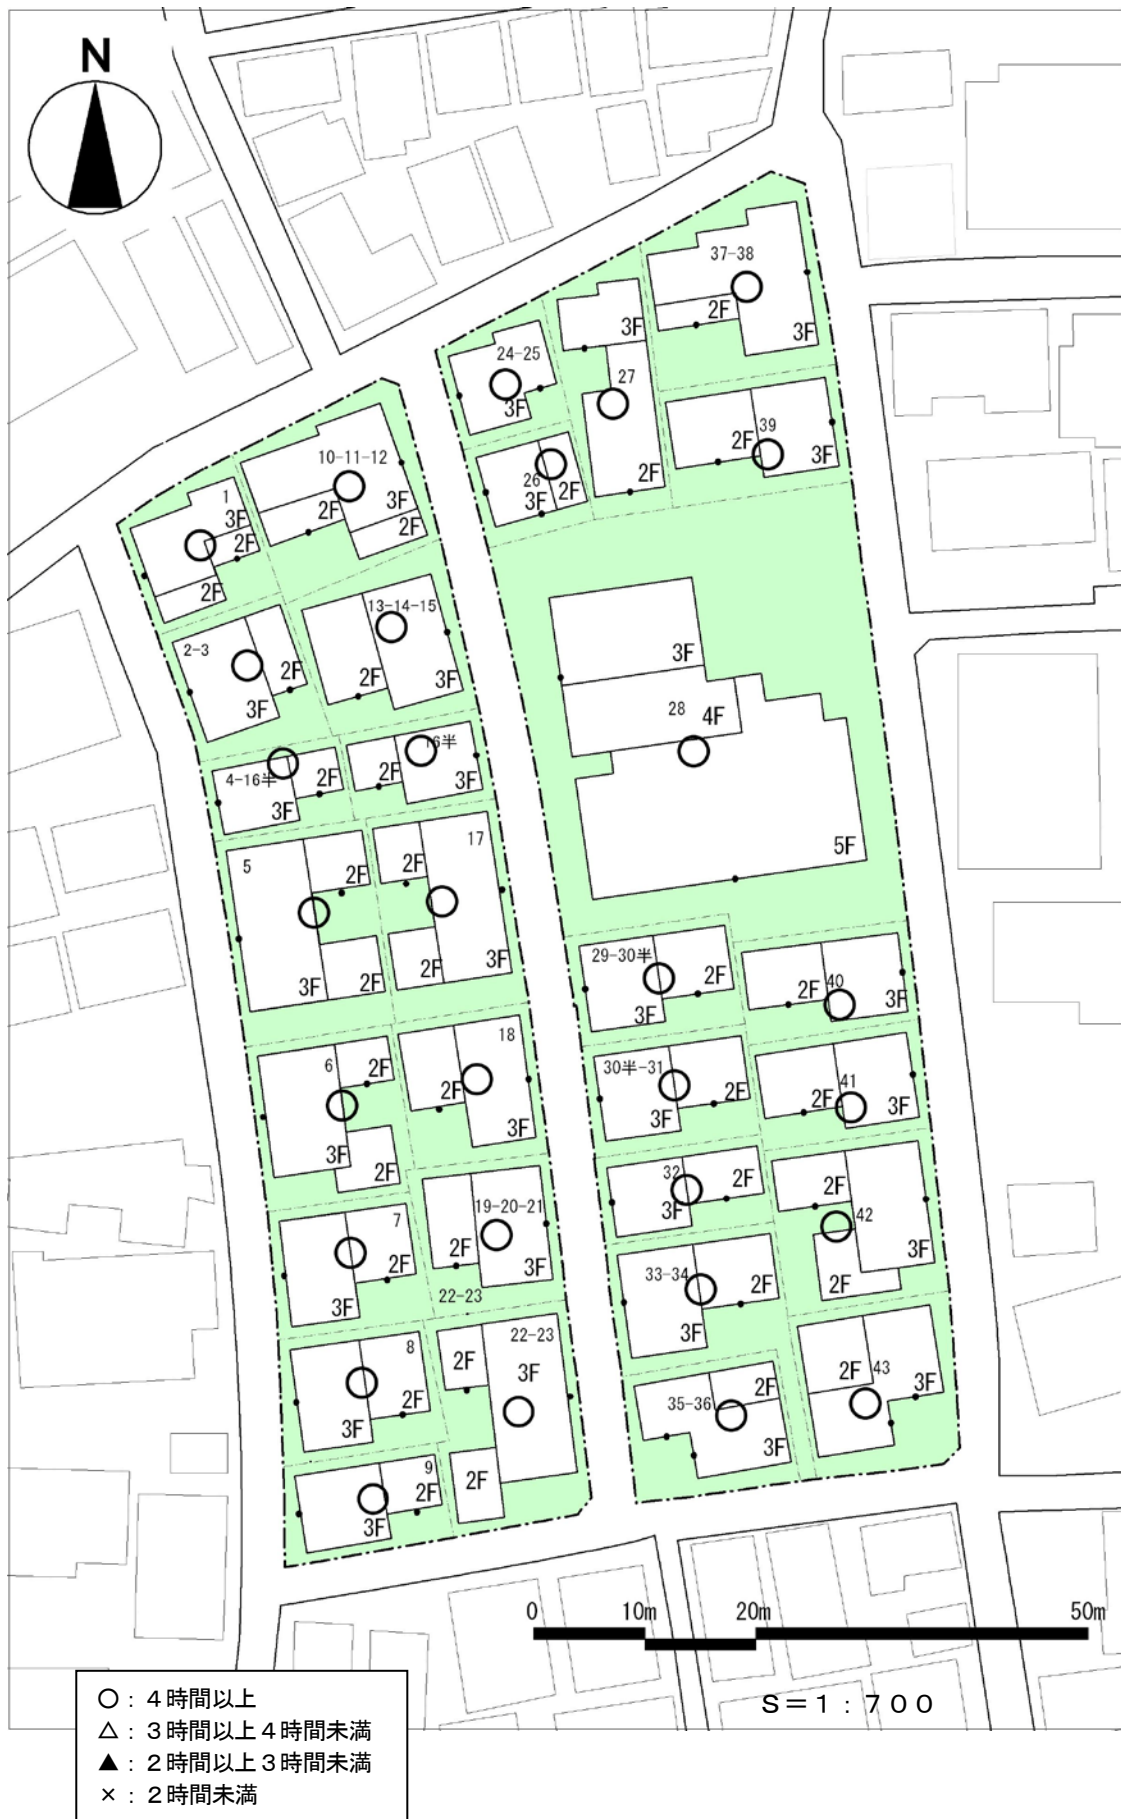 N
37-38
2F
3F
24-25
3F
3F
27
2F
39
2F
3F
26
3F
2F
10-11-12
2F
3F
2F
1
3F
2F
2F
2-3
2F
3F
13-14-15
2F
3F
3F
28
4F
5F
4-16半
2F
3F
16半
2F
3F
5
2F
3F
2F
17
2F
3F
2F
29-30半
2F
3F
40
2F
3F
6
2F
3F
2F
18
2F
3F
30半-31
2F
3F
41
2F
3F
32
2F
3F
42
2F
3F
2F
7
2F
3F
19-20-21
2F
3F
22-23
33-34
2F
3F
8
2F
3F
22-23
2F
3F
2F
35-36
2F
3F
43
2F
3F
9
2F
3F
0 10m 20m 50m
S=1:700
○:4時間以上
△:3時間以上4時間未満
▲:2時間以上3時間未満
×:2時間未満